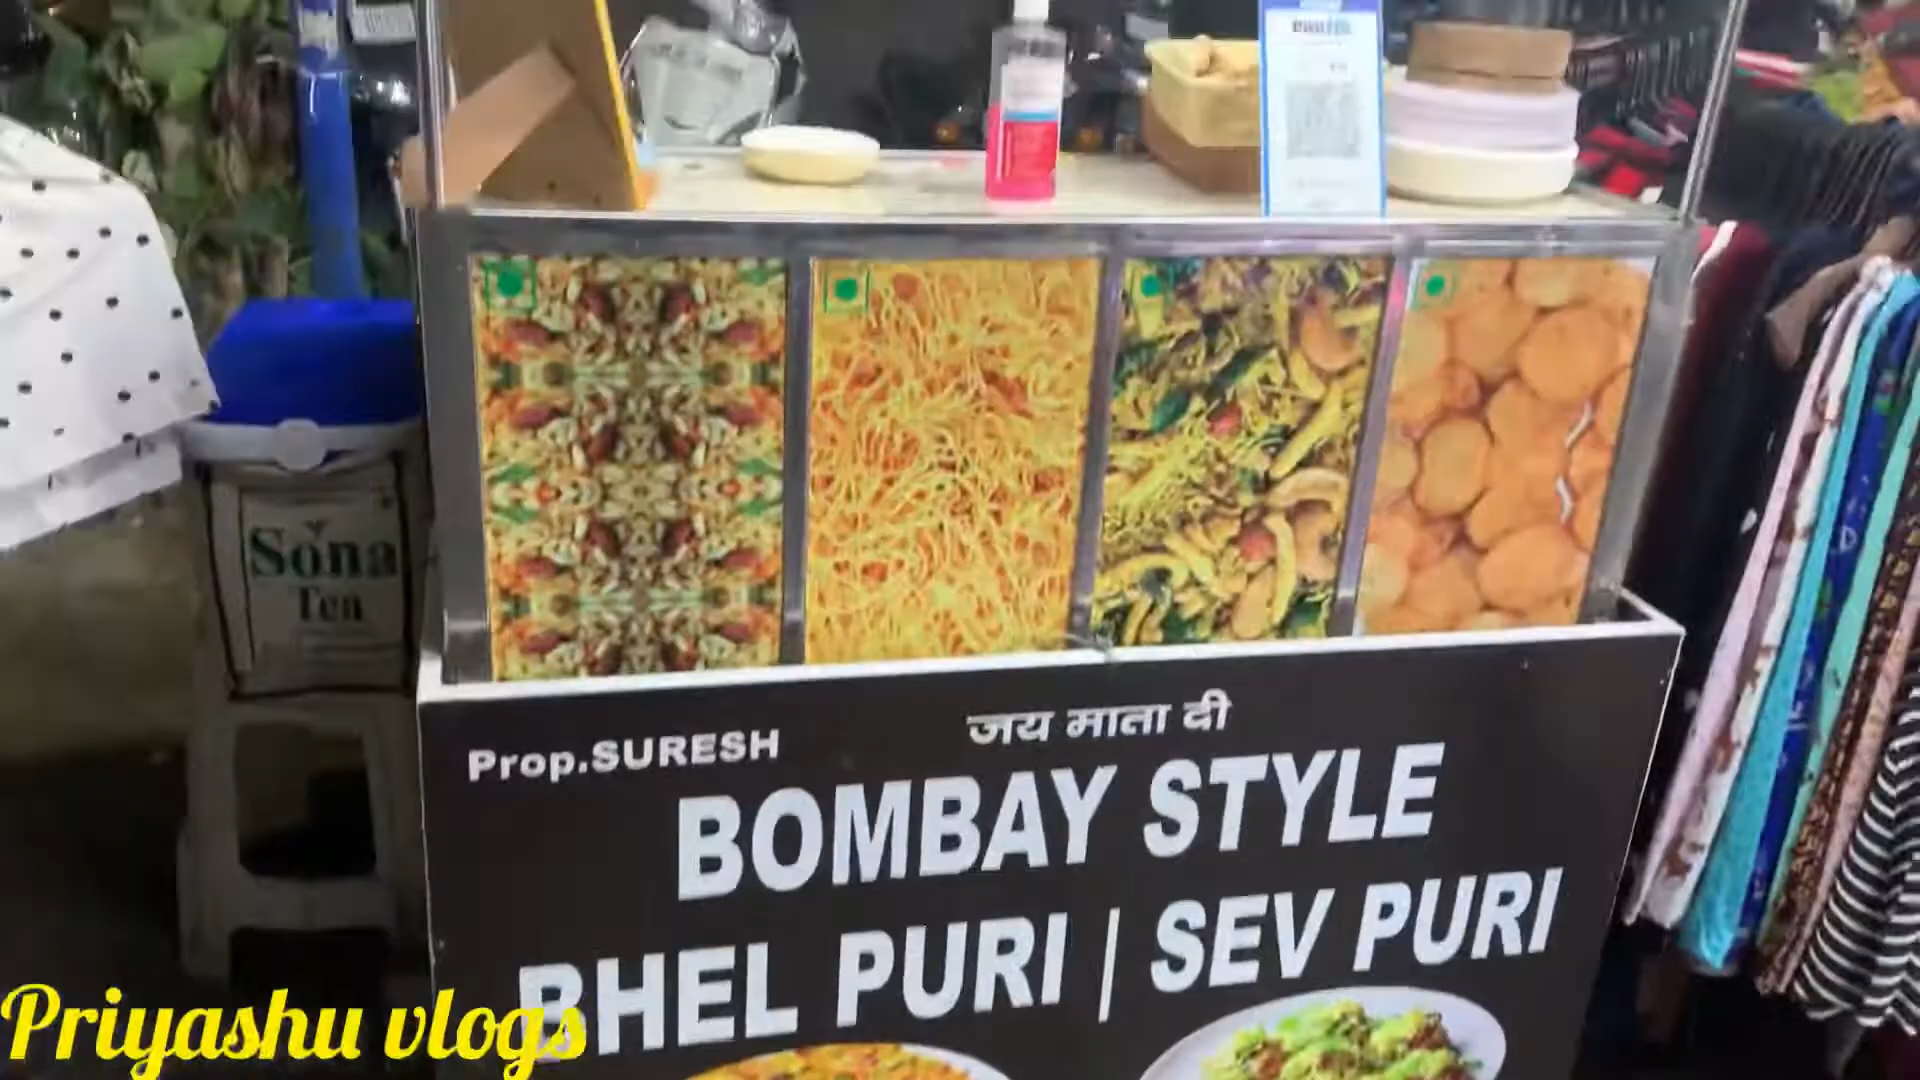 Sona
Tea
Prop.SURESH
जय माता दी
BOMBAY STYLE
BHEL PURI | SEV PURI
Priyashu vlogs